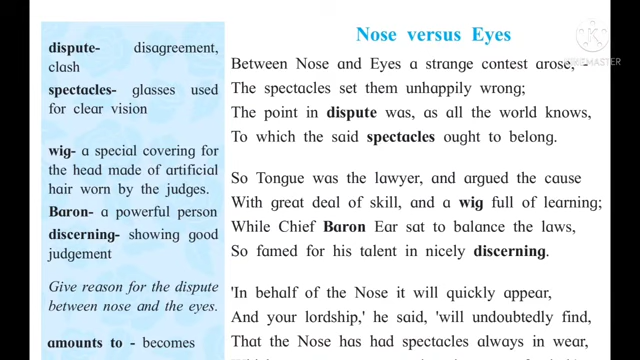 Nose versus Eyes
dispute- disagreement,
clash
spectacles- glasses used
for clear vision
wig- a special covering for
the head made of artificial
hair worn by the judges.
Baron- a powerful person
discerning- showing good
judgement
Give reason for the dispute
between nose and the eyes.
amounts to - becomes
Between Nose and Eyes a strange contest arose, -
The spectacles set them unhappily wrong;
The point in dispute was, as all the world knows,
To which the said spectacles ought to belong.
So Tongue was the lawyer, and argued the cause
With great deal of skill, and a wig full of learning;
While Chief Baron Ear sat to balance the laws,
So famed for his talent in nicely discerning.
'In behalf of the Nose it will quickly appear,
And your lordship,' he said, 'will undoubtedly find,
That the Nose has had spectacles always in wear,